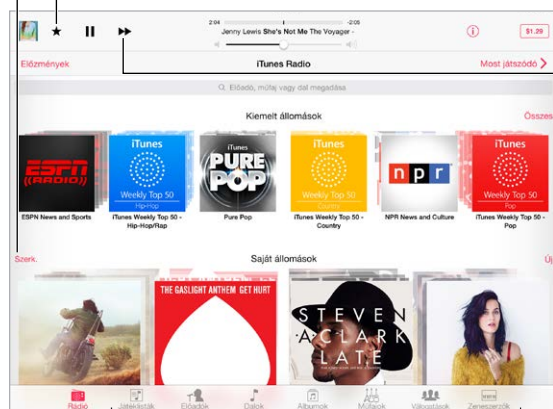 2:04 -2:05
Jenny Lewis She's Not Me The Voyager -
$1.29
Előzmények iTunes Radio Most játszódó
Előadó, műfaj vagy dal megadása
Kiemelt állomások Összes
ESPN
((RADIO))
iTunes
Weekly Top 50
Hip-Hop
iTunes
PURE
POP
iTunes
Weekly Top 50
Country
npr
iTunes
Weekly Top 50
Pop
ESPN News and Sports
iTunes Weekly Top 50 -
Hip-Hop/Rap
Pure Pop
iTunes Weekly Top 50 -
Country
NPR News and Culture
iTunes Weekly Top 50 -
Pop
Szerk. Saját állomások Új
THE GASLIGHT ANTHEM GET HURT
STEVEN
A CLARK
LATE
Radio Játéklisták Előadók Dalok Albumok Műfajok Válogatások Zeneszerzők